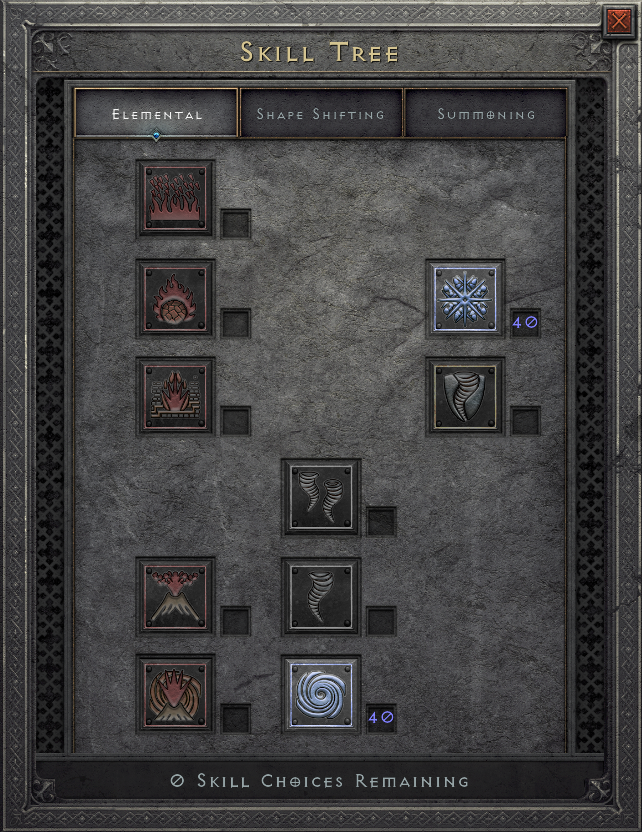 Skill Tree
Elemental
Shape Shifting
Summoning
40
40
0 Skill Choices Remaining